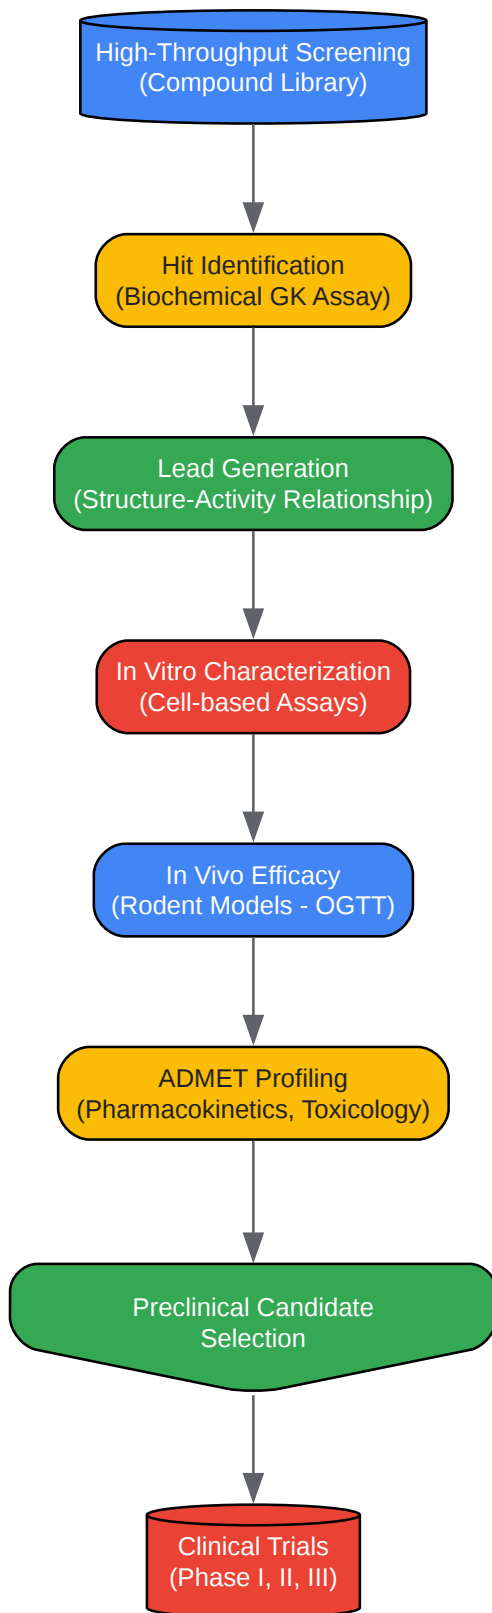 High-Throughput Screening
(Compound Library)
Hit Identification
(Biochemical GK Assay)
Lead Generation
(Structure-Activity Relationship)
In Vitro Characterization
(Cell-based Assays)
In Vivo Efficacy
(Rodent Models - OGTT)
ADMET Profiling
(Pharmacokinetics, Toxicology)
Preclinical Candidate
Selection
Clinical Trials
(Phase I, II, III)